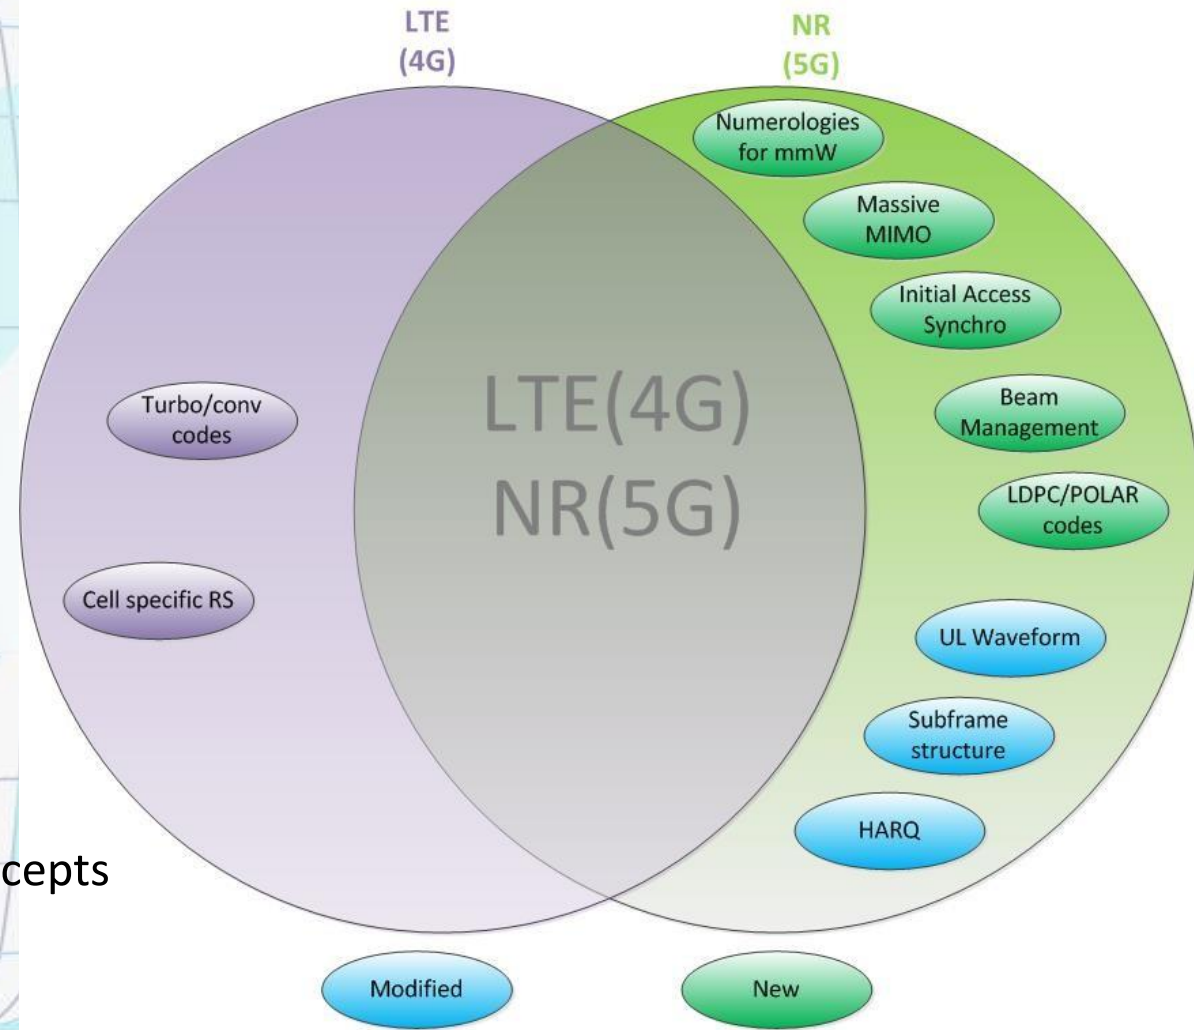 LTE
(4G)
NR
(5G)
Numerologies
for mmW
Massive
MIMO
Initial Access
Synchro
Beam
Management
LDPC/POLAR
codes
LTE(4G)
NR(5G)
Turbo/conv
codes
Cell specific RS
UL Waveform
Subframe
structure
HARQ
cepts
Modified
New